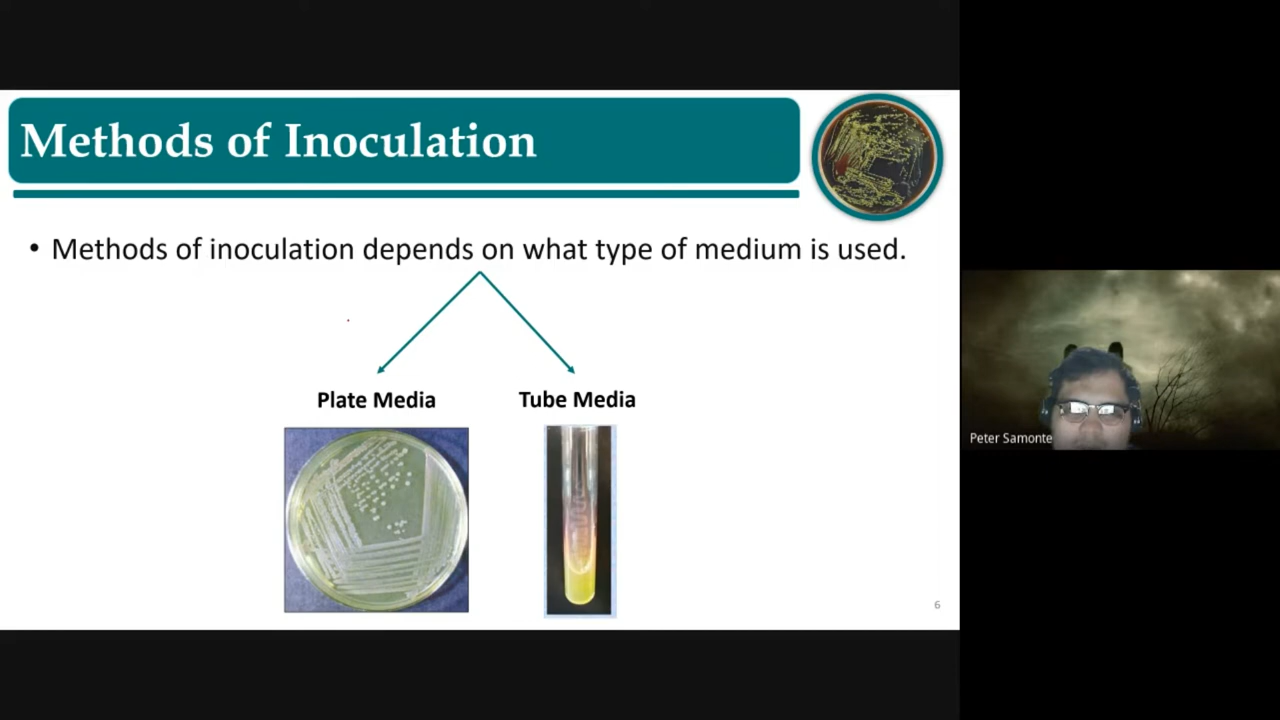 Methods of Inoculation
• Methods of inoculation depends on what type of medium is used.
Plate Media
Tube Media
6
Peter Samonte